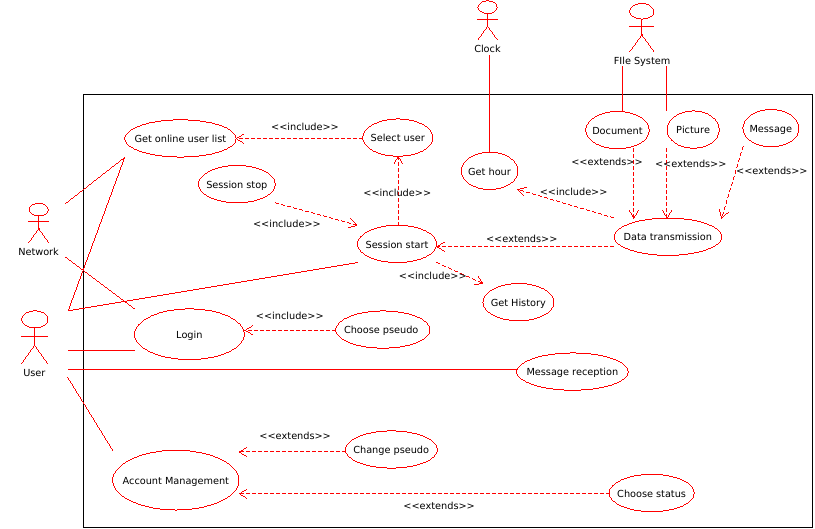 Clock
FIle System
Get online user list
<<include>>
Select user
Document
Picture
Message
<<extends>>
<<extends>>
<<extends>>
Get hour
Session stop
<<include>>
<<include>>
<<include>>
Network
Session start
<<extends>>
Data transmission
<<include>>
Get History
User
Login
<<include>>
Choose pseudo
Message reception
<<extends>>
Change pseudo
Account Management
Choose status
<<extends>>